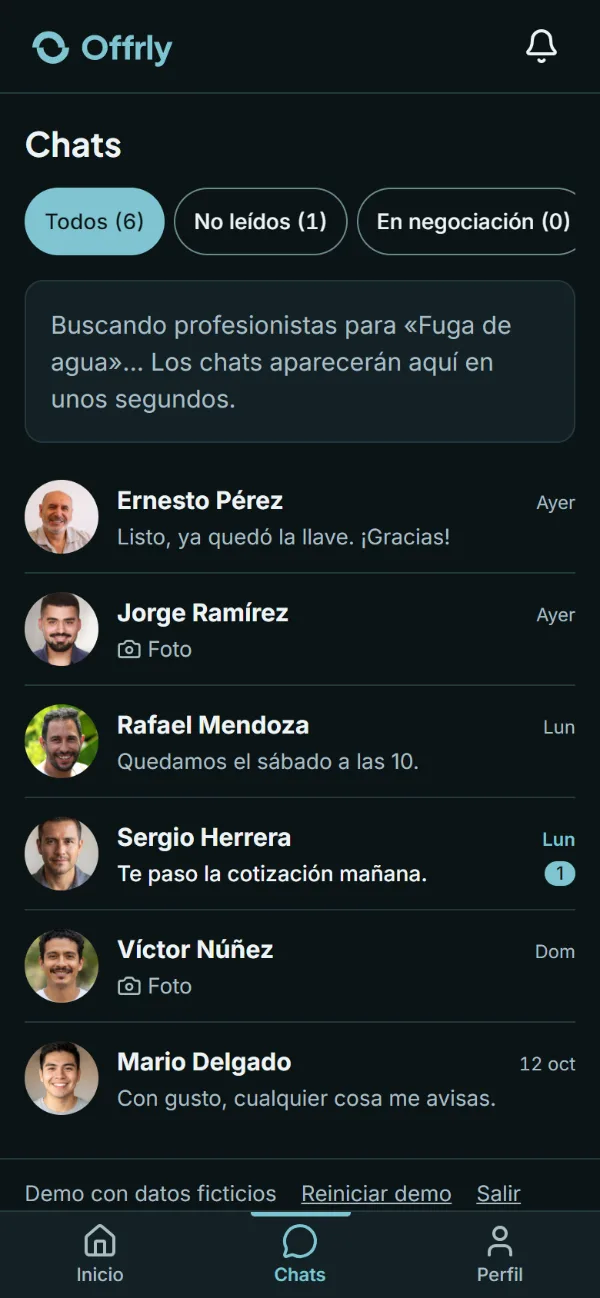 Offrly
Chats
Todos (6)
No leídos (1)
En negociación (0)
Buscando profesionistas para «Fuga de
agua»... Los chats aparecerán aquí en
unos segundos.
Ernesto Pérez
Ayer
Listo, ya quedó la llave. ¡Gracias!
Jorge Ramírez
Ayer
Foto
Rafael Mendoza
Lun
Quedamos el sábado a las 10.
Sergio Herrera
Lun
Te paso la cotización mañana.
1
Víctor Núñez
Dom
Foto
Mario Delgado
12 oct
Con gusto, cualquier cosa me avisas.
Demo con datos ficticios
Reiniciar demo
Salir
Inicio
Chats
Perfil